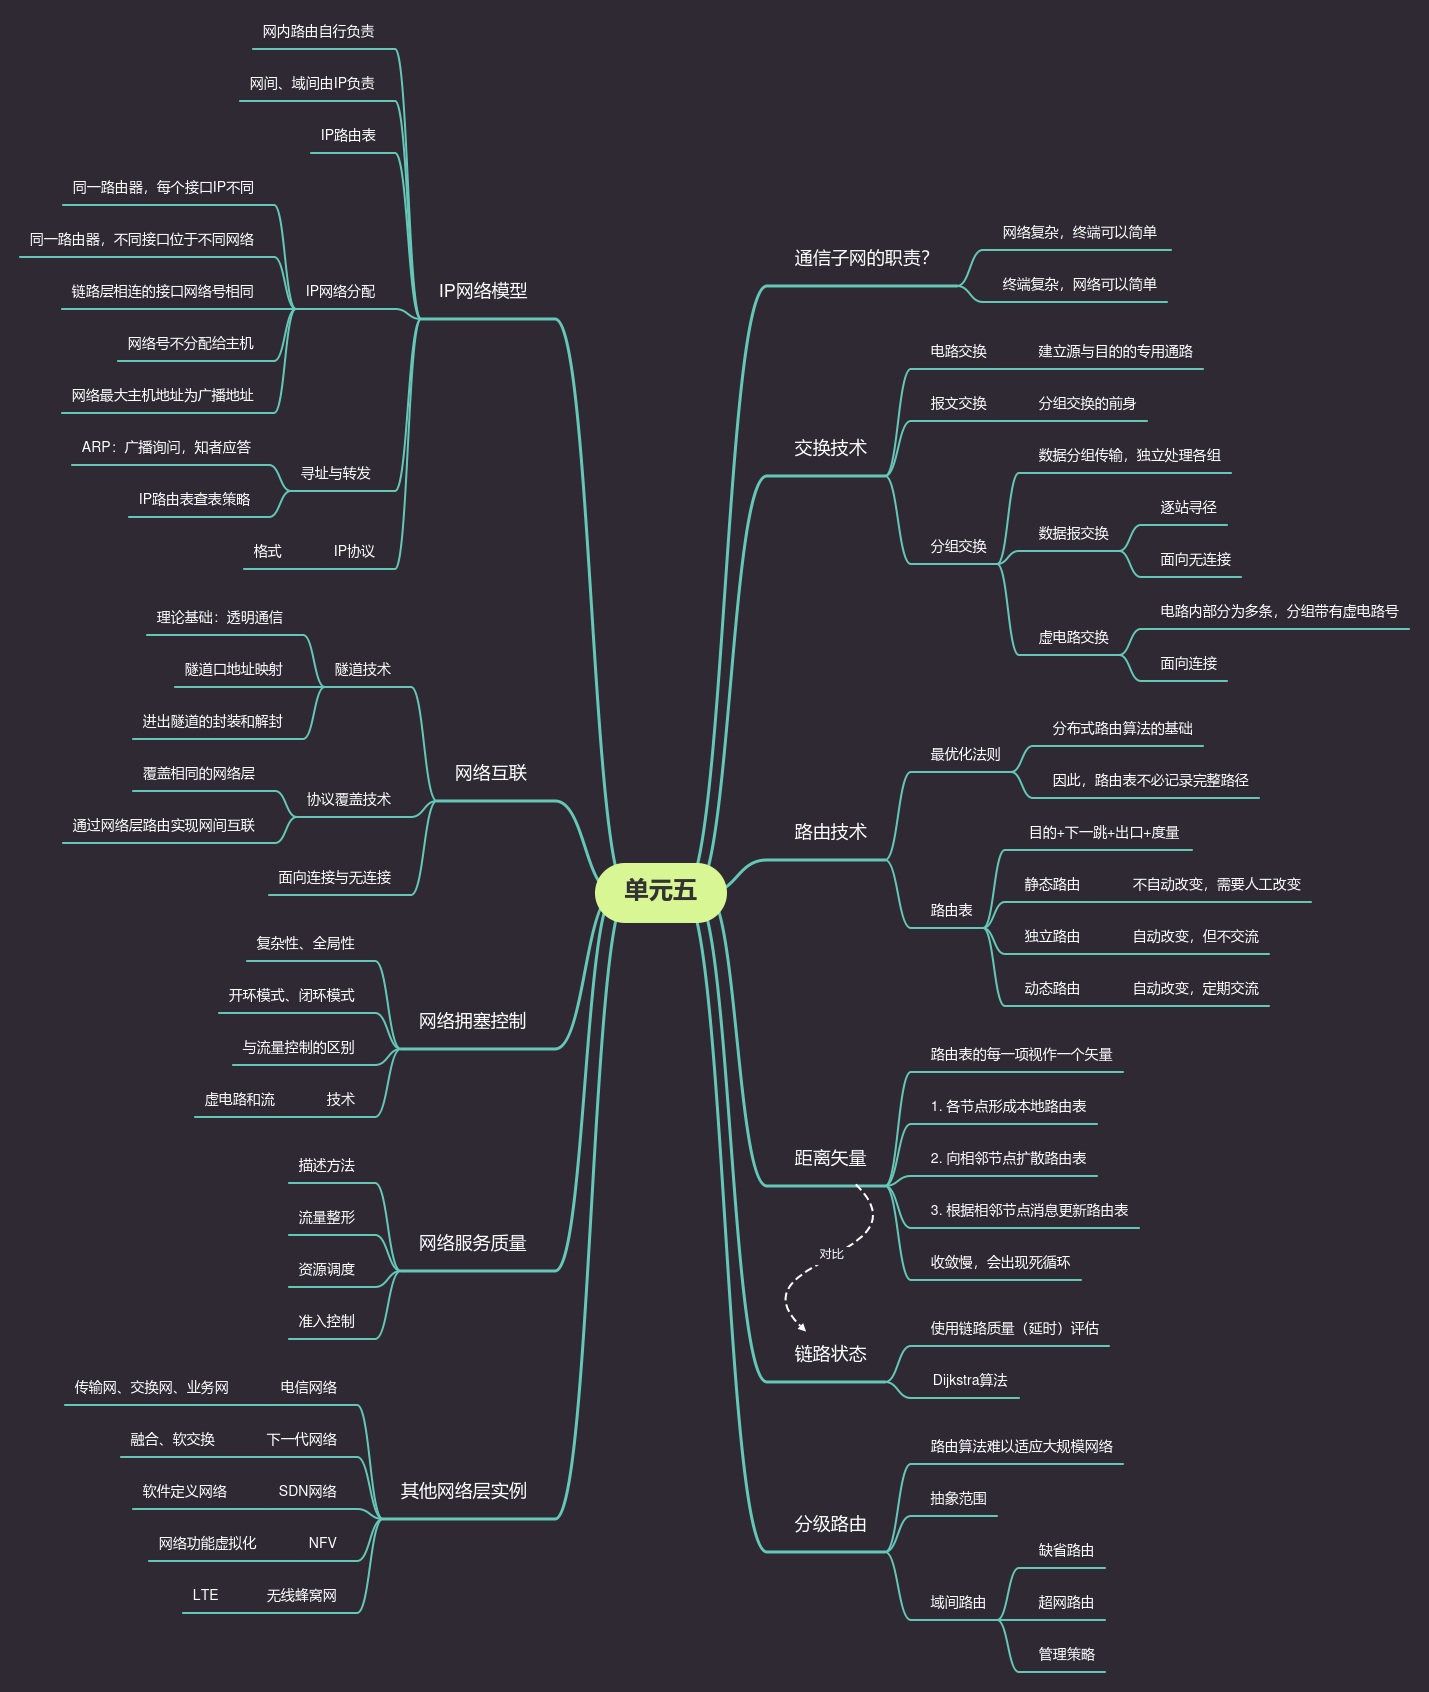 单元五
通信子网的职责？
网络复杂，终端可以简单
终端复杂，网络可以简单
交换技术
电路交换
建立源与目的的专用通路
报文交换
分组交换的前身
分组交换
数据分组传输，独立处理各组
数据报交换
逐站寻径
面向无连接
虚电路交换
电路内部分为多条，分组带有虚电路号
面向连接
路由技术
最优化法则
分布式路由算法的基础
因此，路由表不必记录完整路径
路由表
目的+下一跳+出口+度量
静态路由
不自动改变，需要人工改变
独立路由
自动改变，但不交流
动态路由
自动改变，定期交流
距离矢量
路由表的每一项视作一个矢量
1. 各节点形成本地路由表
2. 向相邻节点扩散路由表
3. 根据相邻节点消息更新路由表
收敛慢，会出现死循环
对比
链路状态
使用链路质量（延时）评估
Dijkstra算法
分级路由
路由算法难以适应大规模网络
抽象范围
域间路由
缺省路由
超网路由
管理策略
IP网络模型
网内路由自行负责
网间、域间由IP负责
IP路由表
IP网络分配
同一路由器，每个接口IP不同
同一路由器，不同接口位于不同网络
链路层相连的接口网络号相同
网络号不分配给主机
网络最大主机地址为广播地址
寻址与转发
ARP：广播询问，知者应答
IP路由表查表策略
IP协议
格式
网络互联
隧道技术
理论基础：透明通信
隧道口地址映射
进出隧道的封装和解封
协议覆盖技术
覆盖相同的网络层
通过网络层路由实现网间互联
面向连接与无连接
网络拥塞控制
复杂性、全局性
开环模式、闭环模式
与流量控制的区别
技术
虚电路和流
网络服务质量
描述方法
流量整形
资源调度
准入控制
其他网络层实例
电信网络
传输网、交换网、业务网
下一代网络
融合、软交换
SDN网络
软件定义网络
NFV
网络功能虚拟化
无线蜂窝网
LTE